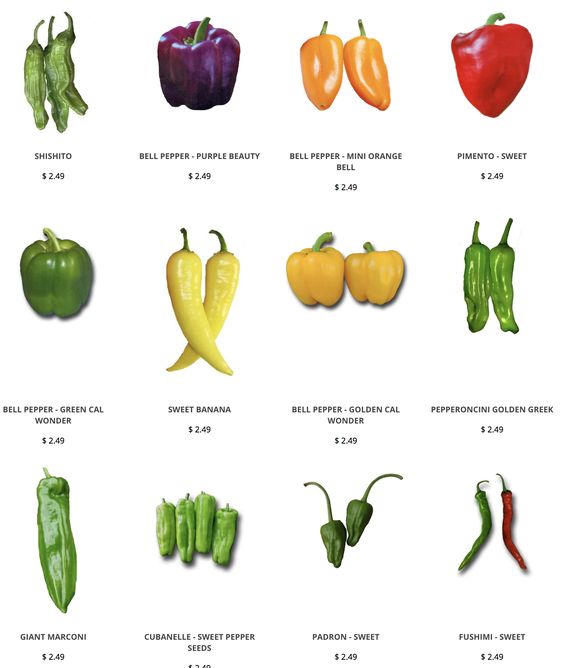 SHISHITO
$ 2.49
BELL PEPPER - PURPLE BEAUTY
$ 2.49
BELL PEPPER - MINI ORANGE
BELL
$ 2.49
PIMENTO - SWEET
$ 2.49
BELL PEPPER - GREEN CAL
WONDER
$ 2.49
SWEET BANANA
$ 2.49
BELL PEPPER - GOLDEN CAL
WONDER
$ 2.49
PEPPERONCINI GOLDEN GREEK
$ 2.49
GIANT MARCONI
$ 2.49
CUBANELLE - SWEET PEPPER
SEEDS
$ 2.49
PADRON - SWEET
$ 2.49
FUSHIMI - SWEET
$ 2.49